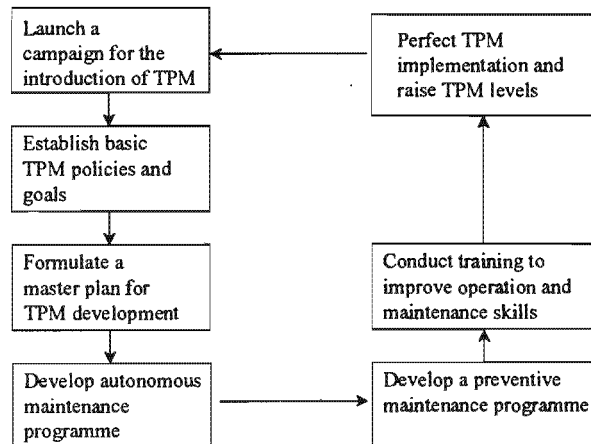 Launch a
campaign for the
introduction of TPM
Establish basic
TPM policies and
goals
Formulate a
master plan for
TPM development
Develop autonomous
maintenance
programme
Develop a preventive
maintenance programme
Conduct training to
improve operation and
maintenance skills
Perfect TPM
implementation and
raise TPM levels